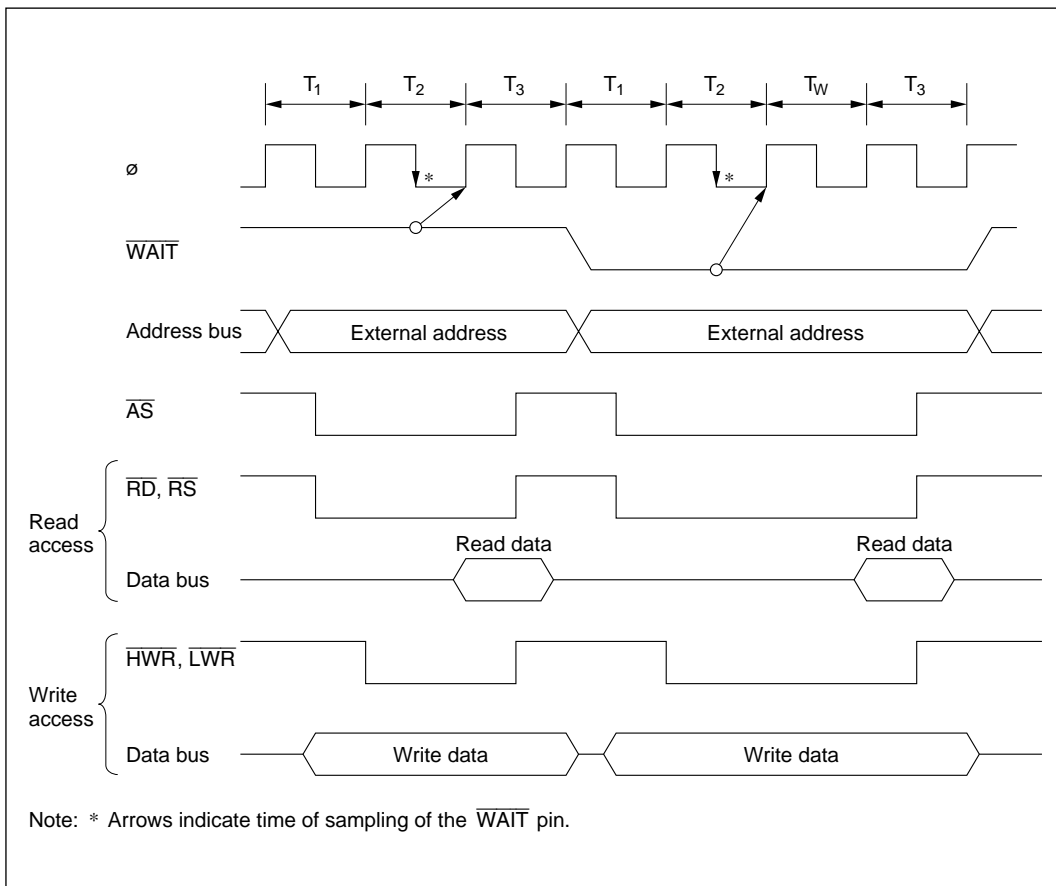 T1 T2 T3 T1 T2 TW T3
ø
* *
WAIT
Address bus External address External address
AS
RD, RS
Read access
Read data Read data
Data bus
HWR, LWR
Write access
Data bus Write data Write data
Note: * Arrows indicate time of sampling of the WAIT pin.